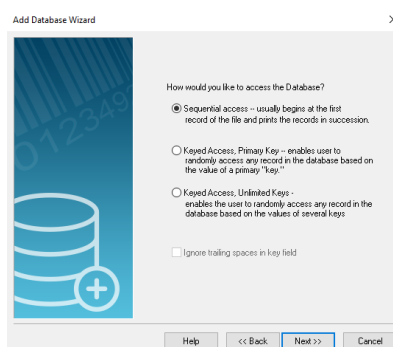 Add Database Wizard
How would you like to access the Database?
Sequential access -- usually begins at the first
record of the file and prints the records in succession.
Keyed Access, Primary Key -- enables user to
randomly access any record in the database based on
the value of a primary "key."
Keyed Access, Unlimited Keys -
enables the user to randomly access any record in the
database based on the values of several keys
Ignore trailing spaces in key field
Help << Back Next >> Cancel